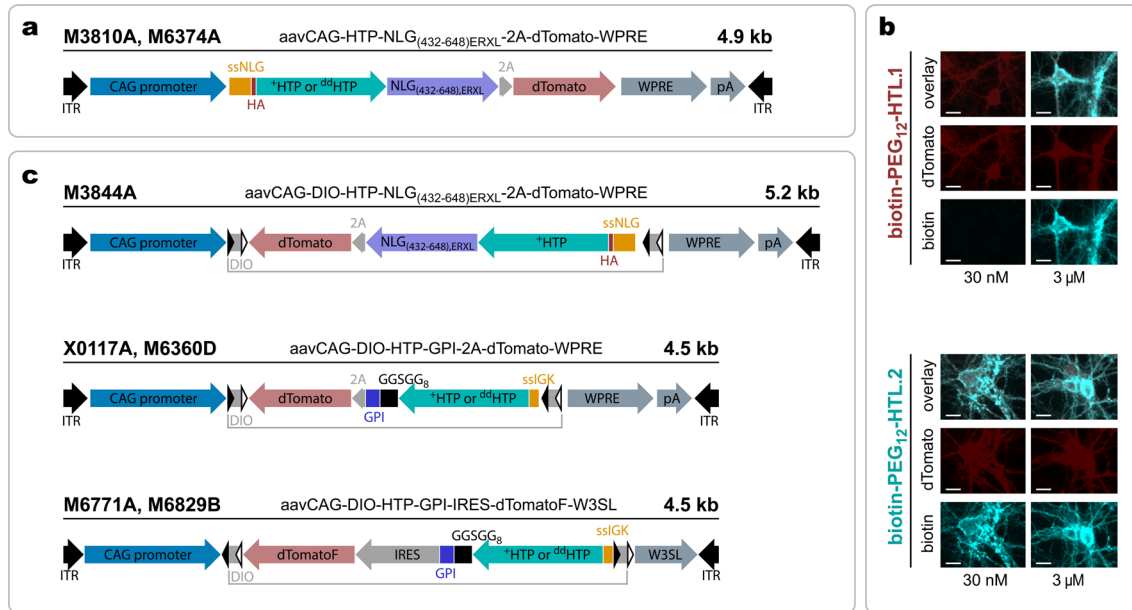 a
M3810A, M6374A aavCAG-HTP-NLG(432-648)ERXL-2A-dTomato-WPRE 4.9 kb
ssNLG 2A
CAG promoter +HTP or ddHTP NLG(432-648),ERXL dTomato WPRE pA
ITR HA ITR
c
M3844A aavCAG-DIO-HTP-NLG(432-648)ERXL-2A-dTomato-WPRE 5.2 kb
2A ssNLG
CAG promoter dTomato NLG(432-648),ERXL +HTP WPRE pA
ITR DIO HA ITR
X0117A, M6360D aavCAG-DIO-HTP-GPI-2A-dTomato-WPRE 4.5 kb
2A GGSGG8 ssIGK
CAG promoter dTomato +HTP or ddHTP WPRE pA
ITR DIO GPI ITR
M6771A, M6829B aavCAG-DIO-HTP-GPI-IRES-dTomatoF-W3SL 4.5 kb
GGSGG8 ssIGK
CAG promoter dTomatoF IRES +HTP or ddHTP W3SL
ITR DIO GPI ITR
b
biotin-PEG12-HTL.1
overlay
dTomato
biotin
30 nM 3 µM
biotin-PEG12-HTL.2
overlay
dTomato
biotin
30 nM 3 µM